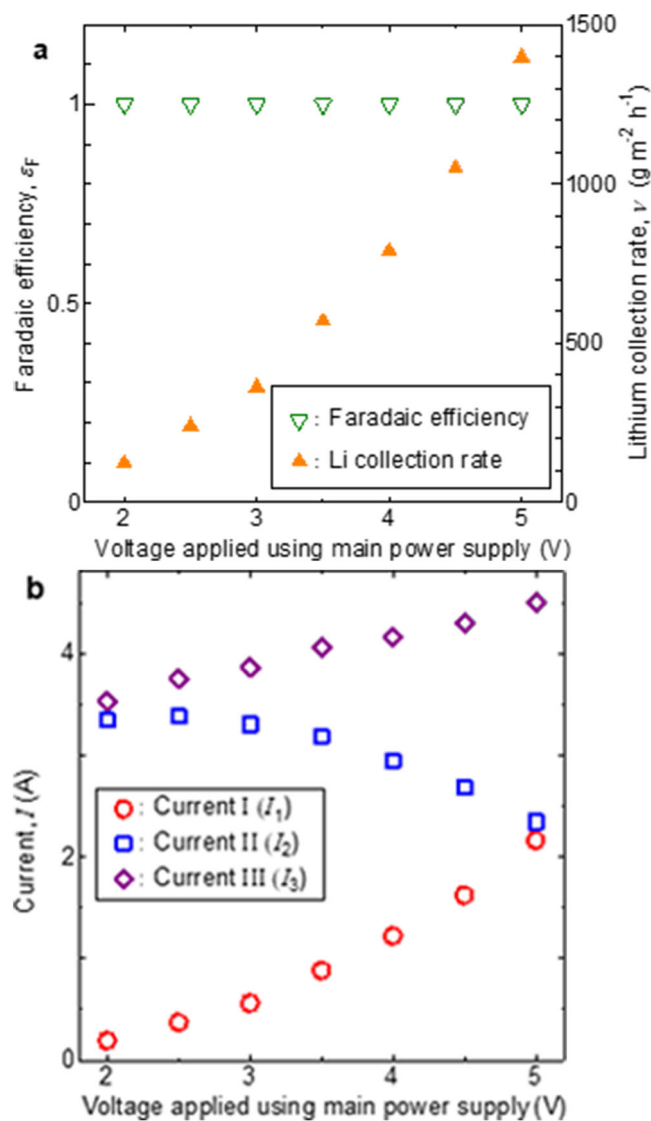 a
1500
1
1000
0.5
500
0
0
Faradaic efficiency, εF
Lithium collection rate, ν (g m-2 h-1)
: Faradaic efficiency
: Li collection rate
2 3 4 5
Voltage applied using main power supply (V)
b
4
2
0
Current, I (A)
: Current I (I1)
: Current II (I2)
: Current III (I3)
2 3 4 5
Voltage applied using main power supply (V)